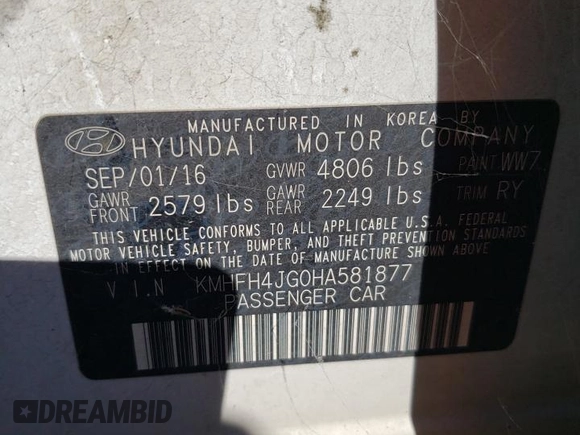 MANUFACTURED IN KOREA BY
HYUNDAI MOTOR COMPANY
SEP/01/16 GVWR 4806 lbs PAINT WW7
GAWR FRONT 2579 lbs GAWR REAR 2249 lbs TRIM RY
THIS VEHICLE CONFORMS TO ALL APPLICABLE U.S.A. FEDERAL
MOTOR VEHICLE SAFETY, BUMPER, AND THEFT PREVENTION STANDARDS
IN EFFECT ON THE DATE OF MANUFACTURE SHOWN ABOVE
V I N KMHFH4JG0HA581877
PASSENGER CAR
DREAMBID